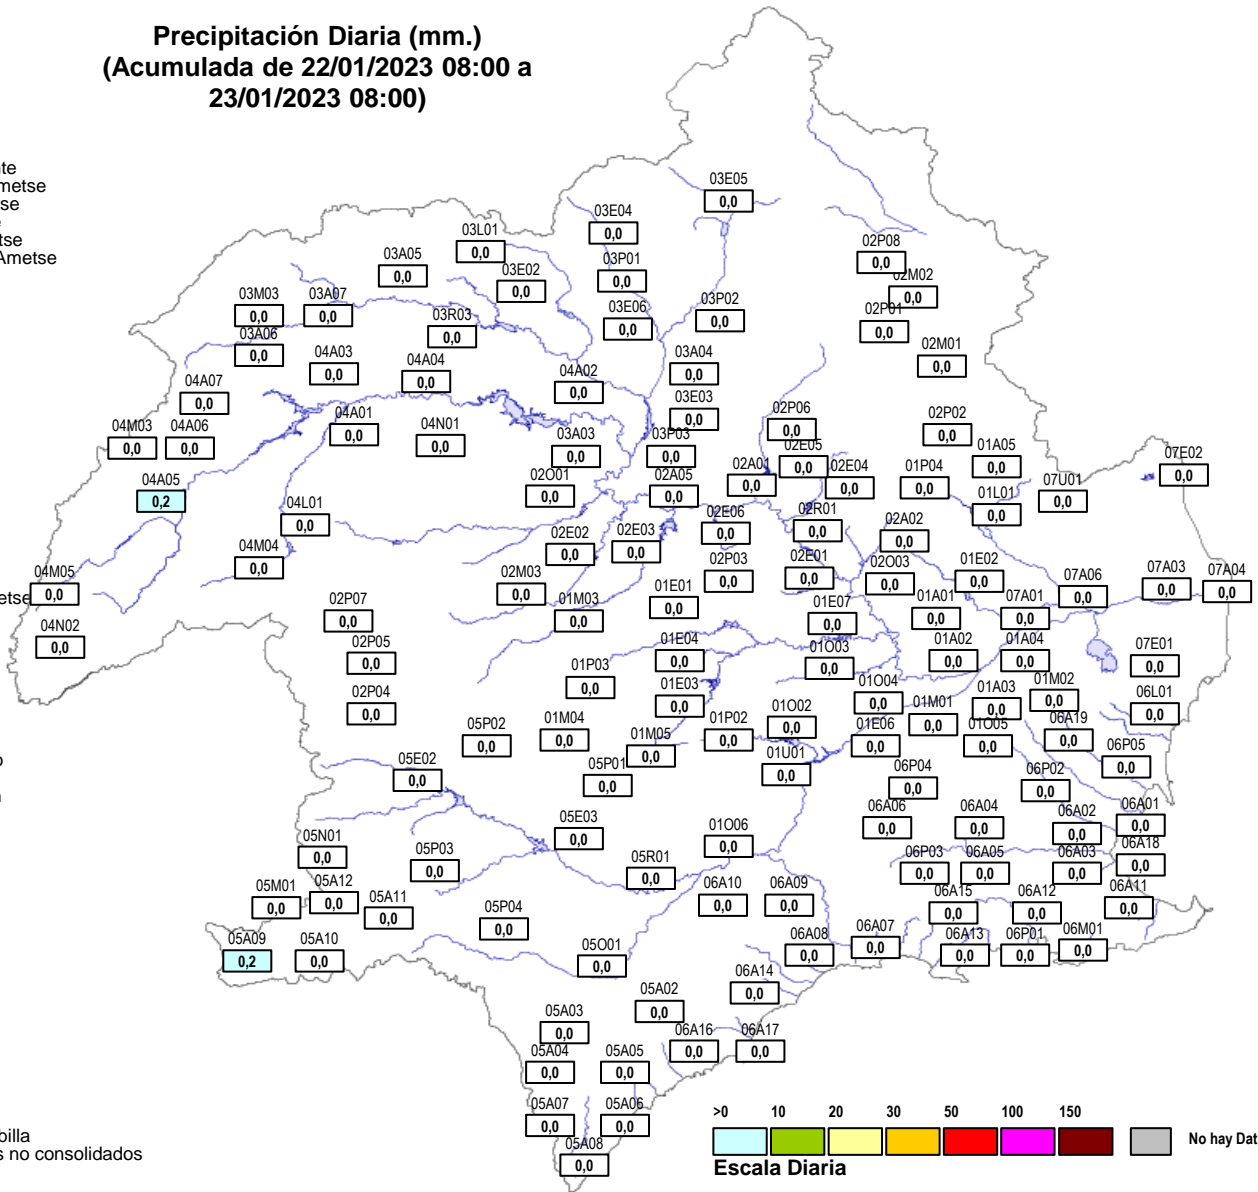 Precipitación Diaria (mm.)
(Acumulada de 22/01/2023 08:00 a
23/01/2023 08:00)
03E05
0,0
03E04
0,0
03L01
0,0
03A05
0,0
03P01
0,0
03E02
0,0
02P08
0,0
02M02
0,0
03M03
0,0
03A07
0,0
03R03
0,0
03E06
0,0
03P02
0,0
02P01
0,0
03A06
0,0
04A03
0,0
04A04
0,0
04A02
0,0
03A04
0,0
02M01
0,0
04A07
0,0
03E03
0,0
04M03
0,0
04A06
0,0
04A01
0,0
04N01
0,0
03A03
0,0
03P03
0,0
02P06
0,0
02E05
0,0
02P02
0,0
01A05
0,0
07E02
0,0
04A05
0,2
02O01
0,0
02A05
0,0
02A01
0,0
02E04
0,0
01P04
0,0
01L01
0,0
07U01
0,0
04L01
0,0
02E06
0,0
02R01
0,0
02A02
0,0
04M04
0,0
02E02
0,0
02E03
0,0
02P03
0,0
02E01
0,0
02O03
0,0
01E02
0,0
07A06
0,0
07A03
0,0
07A04
0,0
04M05
0,0
02M03
0,0
01M03
0,0
01E01
0,0
01E07
0,0
01A01
0,0
07A01
0,0
04N02
0,0
02P07
0,0
02P05
0,0
01E04
0,0
01O03
0,0
01A02
0,0
01A04
0,0
07E01
0,0
02P04
0,0
01P03
0,0
01E03
0,0
01O04
0,0
01M01
0,0
01A03
0,0
01M02
0,0
06L01
0,0
05P02
0,0
01M04
0,0
01M05
0,0
01P02
0,0
01O02
0,0
01E06
0,0
01O05
0,0
06A19
0,0
06P05
0,0
05E02
0,0
05P01
0,0
01U01
0,0
06P04
0,0
06P02
0,0
05E03
0,0
01O06
0,0
06A06
0,0
06A04
0,0
06A02
0,0
06A01
0,0
05N01
0,0
05P03
0,0
05R01
0,0
06P03
0,0
06A05
0,0
06A03
0,0
06A18
0,0
05M01
0,0
05A12
0,0
05A11
0,0
05P04
0,0
06A10
0,0
06A09
0,0
06A15
0,0
06A12
0,0
06A11
0,0
05A09
0,2
05A10
0,0
05O01
0,0
06A08
0,0
06A07
0,0
06A13
0,0
06P01
0,0
06M01
0,0
05A02
0,0
06A14
0,0
05A03
0,0
06A16
0,0
06A17
0,0
05A04
0,0
05A05
0,0
05A07
0,0
05A06
0,0
05A08
0,0
>0 10 20 30 50 100 150
No hay Dat
Escala Diaria